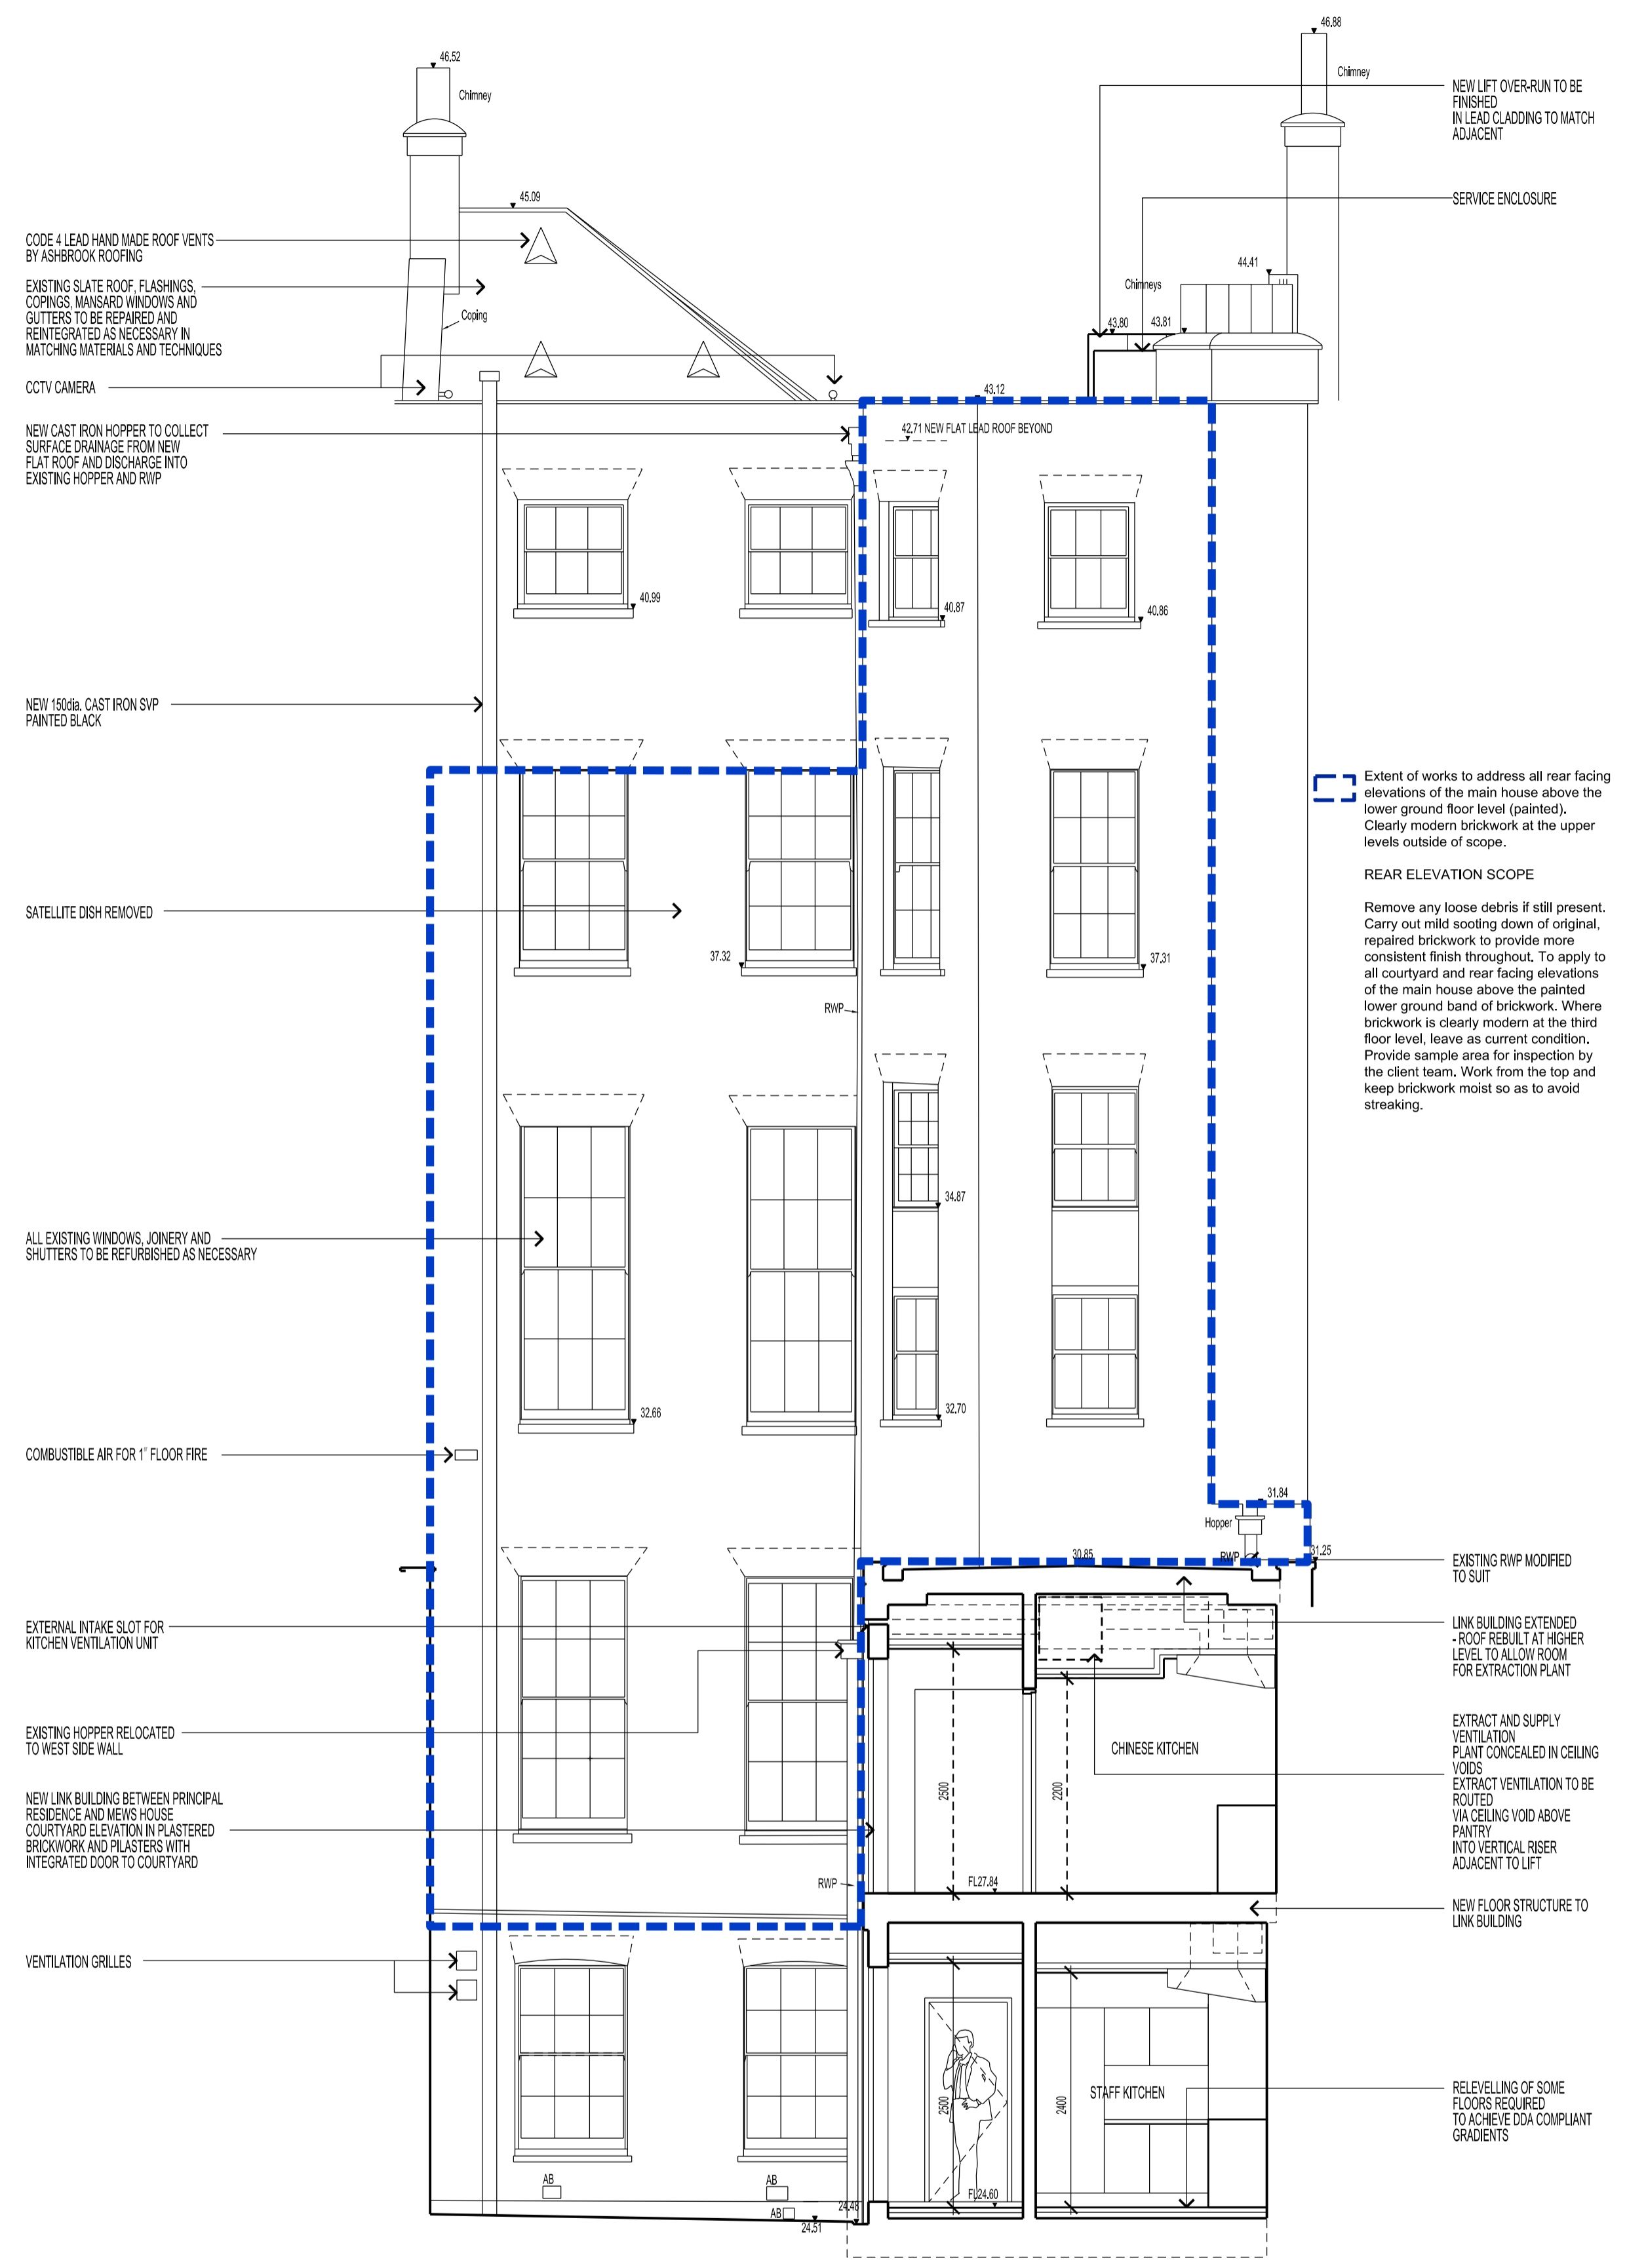 46.52
Chimney
45.09
CODE 4 LEAD HAND MADE ROOF VENTS
BY ASHBROOK ROOFING
EXISTING SLATE ROOF, FLASHINGS,
COPINGS, MANSARD WINDOWS AND
GUTTERS TO BE REPAIRED AND
REINTEGRATED AS NECESSARY IN
MATCHING MATERIALS AND TECHNIQUES
Coping
CCTV CAMERA
NEW CAST IRON HOPPER TO COLLECT
SURFACE DRAINAGE FROM NEW
FLAT ROOF AND DISCHARGE INTO
EXISTING HOPPER AND RWP
NEW 150dia. CAST IRON SVP
PAINTED BLACK
SATELLITE DISH REMOVED
ALL EXISTING WINDOWS, JOINERY AND
SHUTTERS TO BE REFURBISHED AS NECESSARY
COMBUSTIBLE AIR FOR 1" FLOOR FIRE
EXTERNAL INTAKE SLOT FOR
KITCHEN VENTILATION UNIT
EXISTING HOPPER RELOCATED
TO WEST SIDE WALL
NEW LINK BUILDING BETWEEN PRINCIPAL
RESIDENCE AND MEWS HOUSE
COURTYARD ELEVATION IN PLASTERED
BRICKWORK AND PILASTERS WITH
INTEGRATED DOOR TO COURTYARD
VENTILATION GRILLES
46.88
Chimney
44.41
Chimneys
43.80
43.81
43.12
42.71 NEW FLAT LEAD ROOF BEYOND
40.99
40.87
40.86
37.32
37.31
RWP
34.87
32.66
32.70
31.84
Hopper
RWP
30.85
31.25
CHINESE KITCHEN
2500
2200
FL27.84
RWP
STAFF KITCHEN
2500
2400
FL24.60
AB
AB
AB
24.48
24.51
NEW LIFT OVER-RUN TO BE
FINISHED
IN LEAD CLADDING TO MATCH
ADJACENT
SERVICE ENCLOSURE
Extent of works to address all rear facing
elevations of the main house above the
lower ground floor level (painted).
Clearly modern brickwork at the upper
levels outside of scope.
REAR ELEVATION SCOPE
Remove any loose debris if still present.
Carry out mild sooting down of original,
repaired brickwork to provide more
consistent finish throughout. To apply to
all courtyard and rear facing elevations
of the main house above the painted
lower ground band of brickwork. Where
brickwork is clearly modern at the third
floor level, leave as current condition.
Provide sample area for inspection by
the client team. Work from the top and
keep brickwork moist so as to avoid
streaking.
EXISTING RWP MODIFIED
TO SUIT
LINK BUILDING EXTENDED
- ROOF REBUILT AT HIGHER
LEVEL TO ALLOW ROOM
FOR EXTRACTION PLANT
EXTRACT AND SUPPLY
VENTILATION
PLANT CONCEALED IN CEILING
VOIDS
EXTRACT VENTILATION TO BE
ROUTED
VIA CEILING VOID ABOVE
PANTRY
INTO VERTICAL RISER
ADJACENT TO LIFT
NEW FLOOR STRUCTURE TO
LINK BUILDING
RELEVELLING OF SOME
FLOORS REQUIRED
TO ACHIEVE DDA COMPLIANT
GRADIENTS